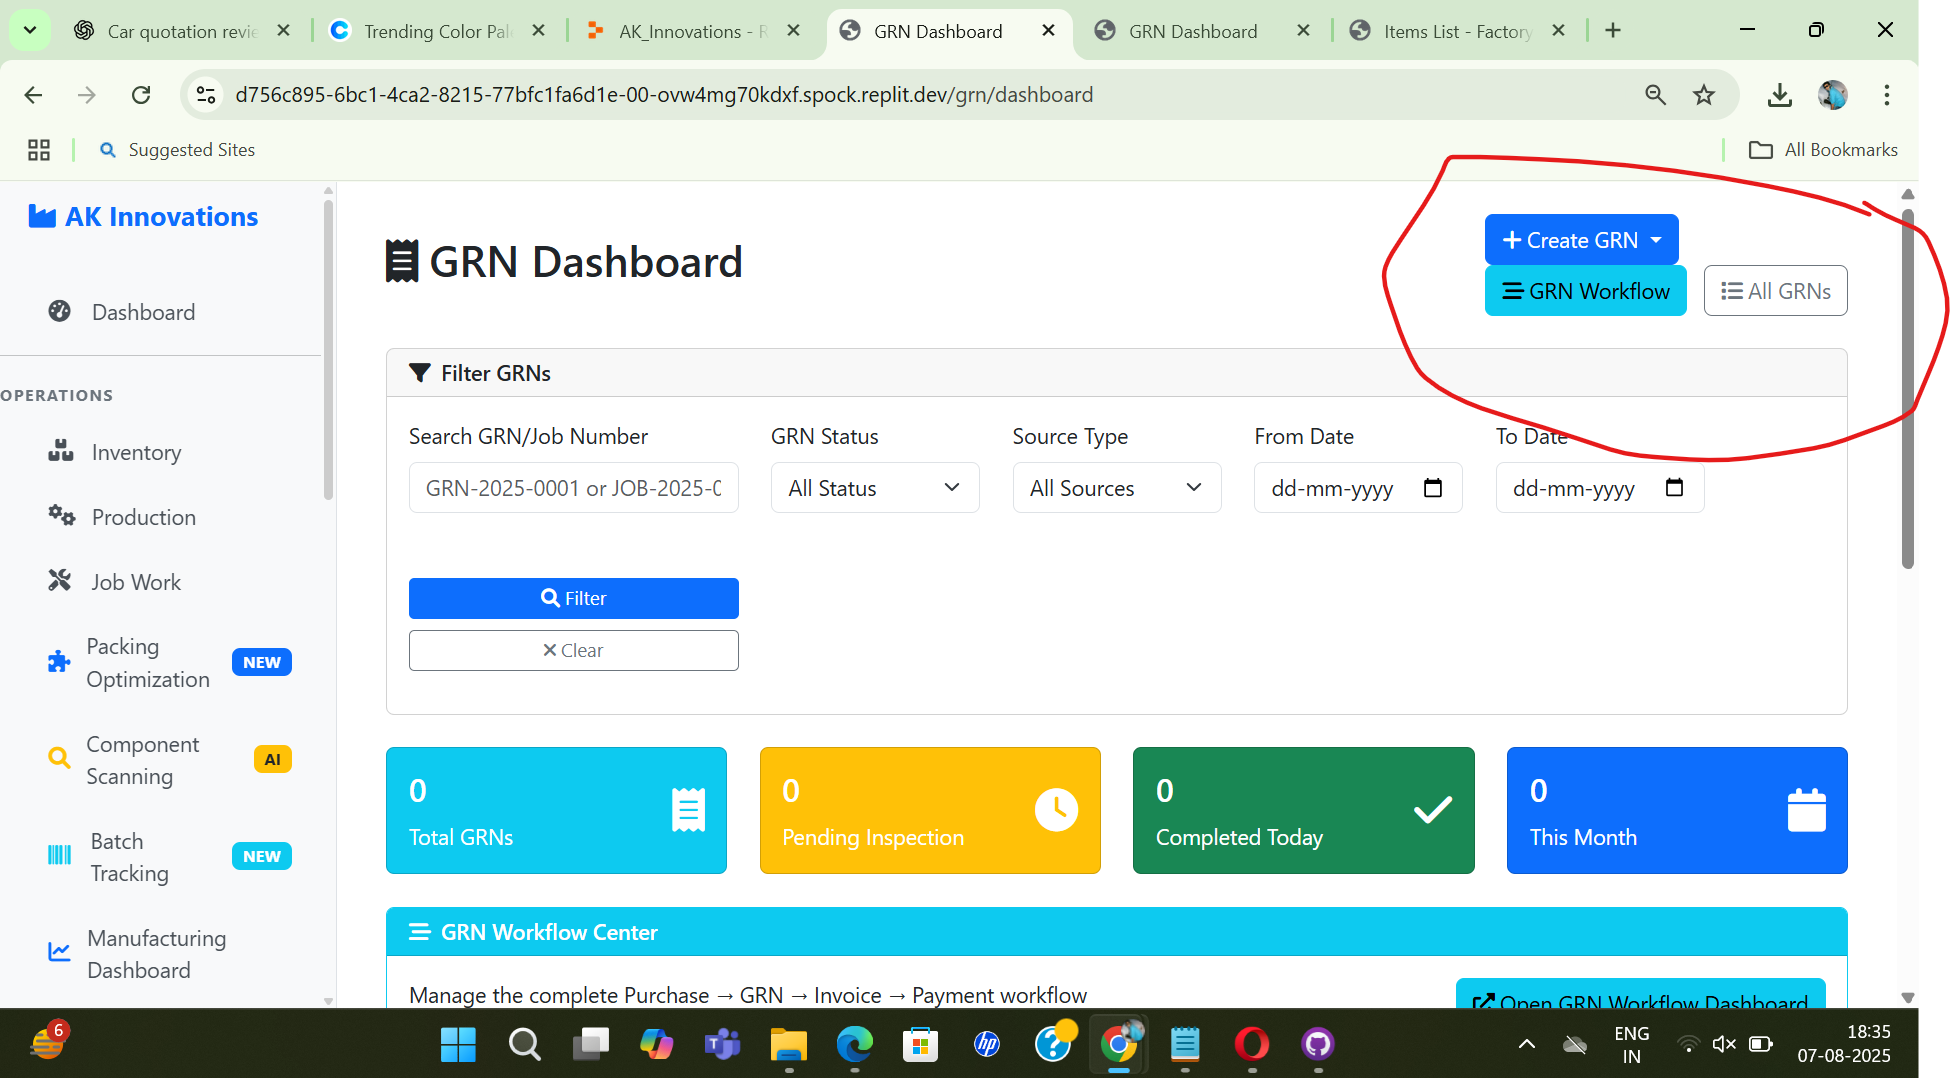 Car quotation revie
Trending Color Pal
AK_Innovations - R
GRN Dashboard
GRN Dashboard
Items List - Factory
d756c895-6bc1-4ca2-8215-77bfc1fa6d1e-00-ovw4mg70kdxf.spock.replit.dev/grn/dashboard
Suggested Sites
All Bookmarks
AK Innovations
Dashboard
OPERATIONS
Inventory
Production
Job Work
Packing
Optimization
NEW
Component
Scanning
AI
Batch
Tracking
NEW
Manufacturing
Dashboard
GRN Dashboard
Create GRN
GRN Workflow
All GRNs
Filter GRNs
Search GRN/Job Number
GRN Status
Source Type
From Date
To Date
GRN-2025-0001 or JOB-2025-0
All Status
All Sources
dd-mm-yyyy
dd-mm-yyyy
Filter
Clear
0
Total GRNs
0
Pending Inspection
0
Completed Today
0
This Month
GRN Workflow Center
Manage the complete Purchase → GRN → Invoice → Payment workflow
Open GRN Workflow Dashboard
6
ENG
IN
18:35
07-08-2025